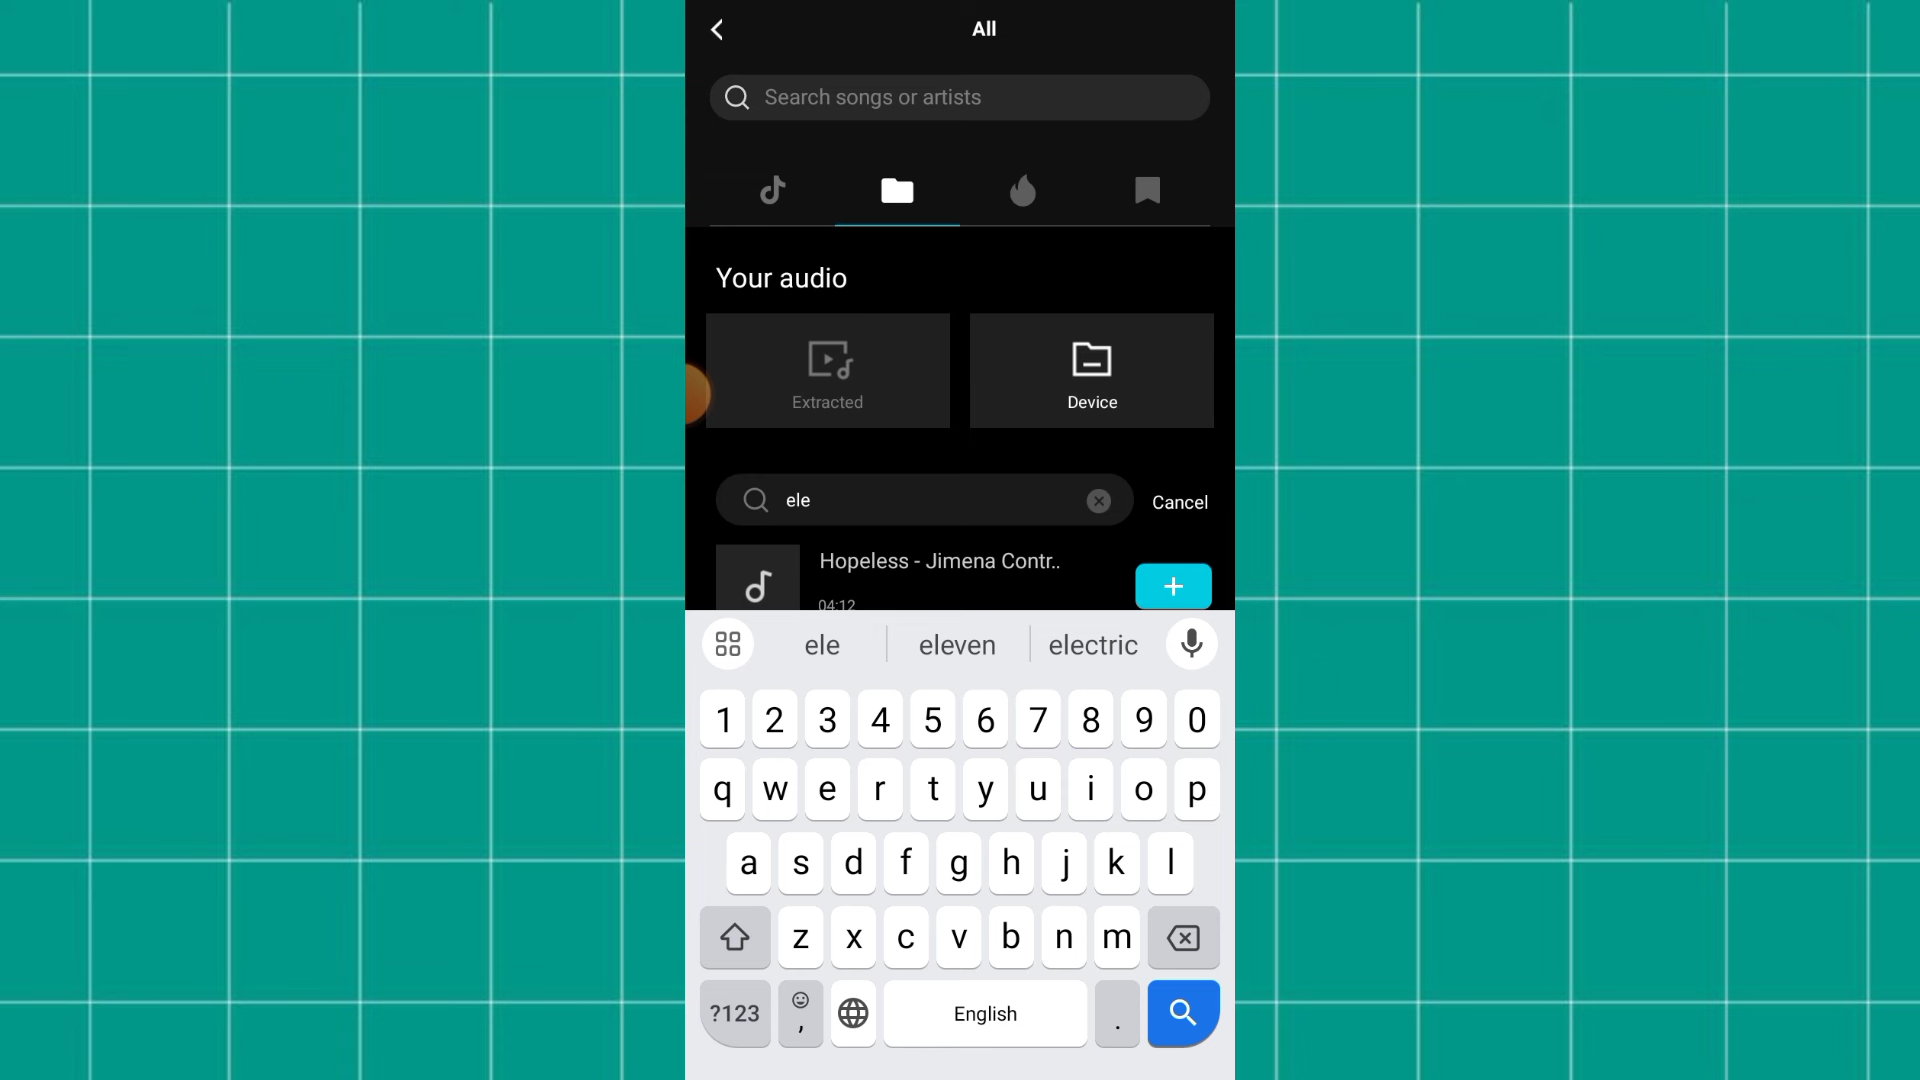 All
Search songs or artists
Your audio
Extracted
Device
ele
Cancel
Hopeless - Jimena Contr..
04:12
ele
eleven
electric
1 2 3 4 5 6 7 8 9 0
q w e r t y u i o p
a s d f g h j k l
z x c v b n m
?123 , English .